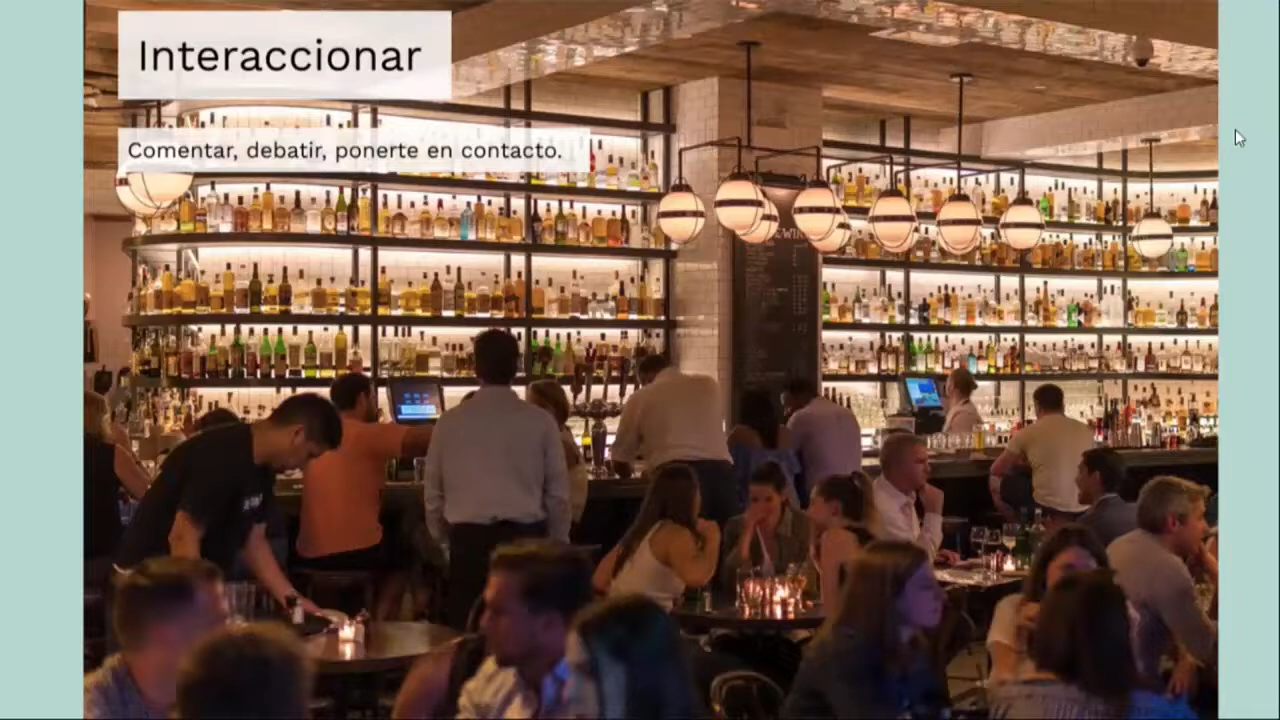 Interaccionar
Comentar, debatir, ponerte en contacto.